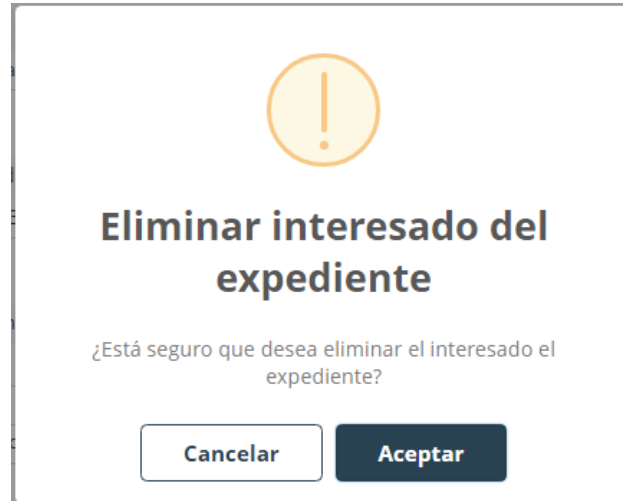 Eliminar interesado del
expediente
¿Está seguro que desea eliminar el interesado el
expediente?
Cancelar
Aceptar